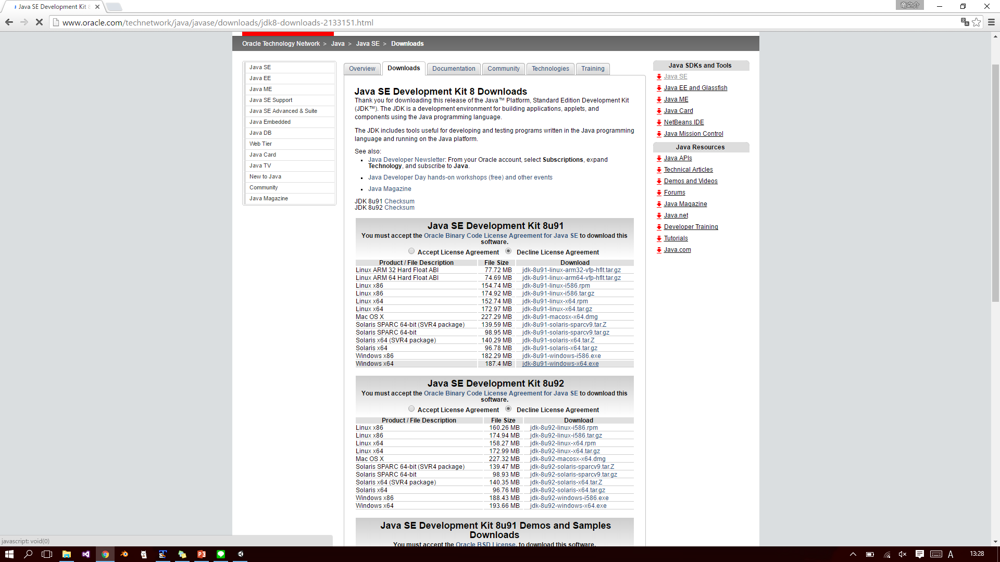 Java SE Development Kit 8
竜之介
www.oracle.com/technetwork/java/javase/downloads/jdk8-downloads-2133151.html
Oracle Technology Network > Java > Java SE > Downloads
Java SE
Java EE
Java ME
Java SE Support
Java SE Advanced & Suite
Java Embedded
Java DB
Web Tier
Java Card
Java TV
New to Java
Community
Java Magazine
Overview Downloads Documentation Community Technologies Training
Java SE Development Kit 8 Downloads
Thank you for downloading this release of the Java™ Platform, Standard Edition Development Kit
(JDK™). The JDK is a development environment for building applications, applets, and
components using the Java programming language.
The JDK includes tools useful for developing and testing programs written in the Java programming
language and running on the Java platform.
See also:
Java Developer Newsletter: From your Oracle account, select Subscriptions, expand
Technology, and subscribe to Java.
Java Developer Day hands-on workshops (free) and other events
Java Magazine
JDK 8u91 Checksum
JDK 8u92 Checksum
Java SE Development Kit 8u91
You must accept the Oracle Binary Code License Agreement for Java SE to download this
software.
Accept License Agreement Decline License Agreement
Product / File Description File Size Download
Linux ARM 32 Hard Float ABI 77.72 MB jdk-8u91-linux-arm32-vfp-hflt.tar.gz
Linux ARM 64 Hard Float ABI 74.69 MB jdk-8u91-linux-arm64-vfp-hflt.tar.gz
Linux x86 154.74 MB jdk-8u91-linux-i586.rpm
Linux x86 174.92 MB jdk-8u91-linux-i586.tar.gz
Linux x64 152.74 MB jdk-8u91-linux-x64.rpm
Linux x64 172.97 MB jdk-8u91-linux-x64.tar.gz
Mac OS X 227.29 MB jdk-8u91-macosx-x64.dmg
Solaris SPARC 64-bit (SVR4 package) 139.59 MB jdk-8u91-solaris-sparcv9.tar.Z
Solaris SPARC 64-bit 98.95 MB jdk-8u91-solaris-sparcv9.tar.gz
Solaris x64 (SVR4 package) 140.29 MB jdk-8u91-solaris-x64.tar.Z
Solaris x64 96.78 MB jdk-8u91-solaris-x64.tar.gz
Windows x86 182.29 MB jdk-8u91-windows-i586.exe
Windows x64 187.4 MB jdk-8u91-windows-x64.exe
Java SE Development Kit 8u92
You must accept the Oracle Binary Code License Agreement for Java SE to download this
software.
Accept License Agreement Decline License Agreement
Product / File Description File Size Download
Linux x86 160.26 MB jdk-8u92-linux-i586.rpm
Linux x86 174.94 MB jdk-8u92-linux-i586.tar.gz
Linux x64 158.27 MB jdk-8u92-linux-x64.rpm
Linux x64 172.99 MB jdk-8u92-linux-x64.tar.gz
Mac OS X 227.32 MB jdk-8u92-macosx-x64.dmg
Solaris SPARC 64-bit (SVR4 package) 139.47 MB jdk-8u92-solaris-sparcv9.tar.Z
Solaris SPARC 64-bit 98.93 MB jdk-8u92-solaris-sparcv9.tar.gz
Solaris x64 (SVR4 package) 140.35 MB jdk-8u92-solaris-x64.tar.Z
Solaris x64 96.76 MB jdk-8u92-solaris-x64.tar.gz
Windows x86 188.43 MB jdk-8u92-windows-i586.exe
Windows x64 193.66 MB jdk-8u92-windows-x64.exe
Java SE Development Kit 8u91 Demos and Samples
Downloads
You must accept the Oracle BSD License. to download this software.
Java SDKs and Tools
Java SE
Java EE and Glassfish
Java ME
Java Card
NetBeans IDE
Java Mission Control
Java Resources
Java APIs
Technical Articles
Demos and Videos
Forums
Java Magazine
Java.net
Developer Training
Tutorials
Java.com
javascript: void(0)
A 13:28